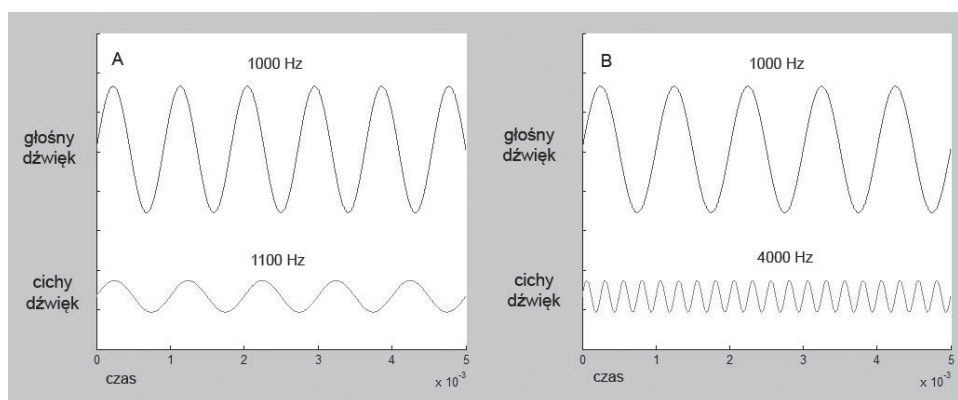 A
1000 Hz
głośny
dźwięk
1100 Hz
cichy
dźwięk
0 1 2 3 4 5
czas
x 10⁻³
B
1000 Hz
głośny
dźwięk
4000 Hz
cichy
dźwięk
0 1 2 3 4 5
czas
x 10⁻³